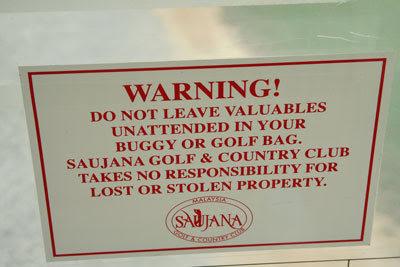 WARNING!
DO NOT LEAVE VALUABLES
UNATTENDED IN YOUR
BUGGY OR GOLF BAG.
SAUJANA GOLF & COUNTRY CLUB
TAKES NO RESPONSIBILITY FOR
LOST OR STOLEN PROPERTY.
MALAYSIA
SAUJANA
GOLF & COUNTRY CLUB